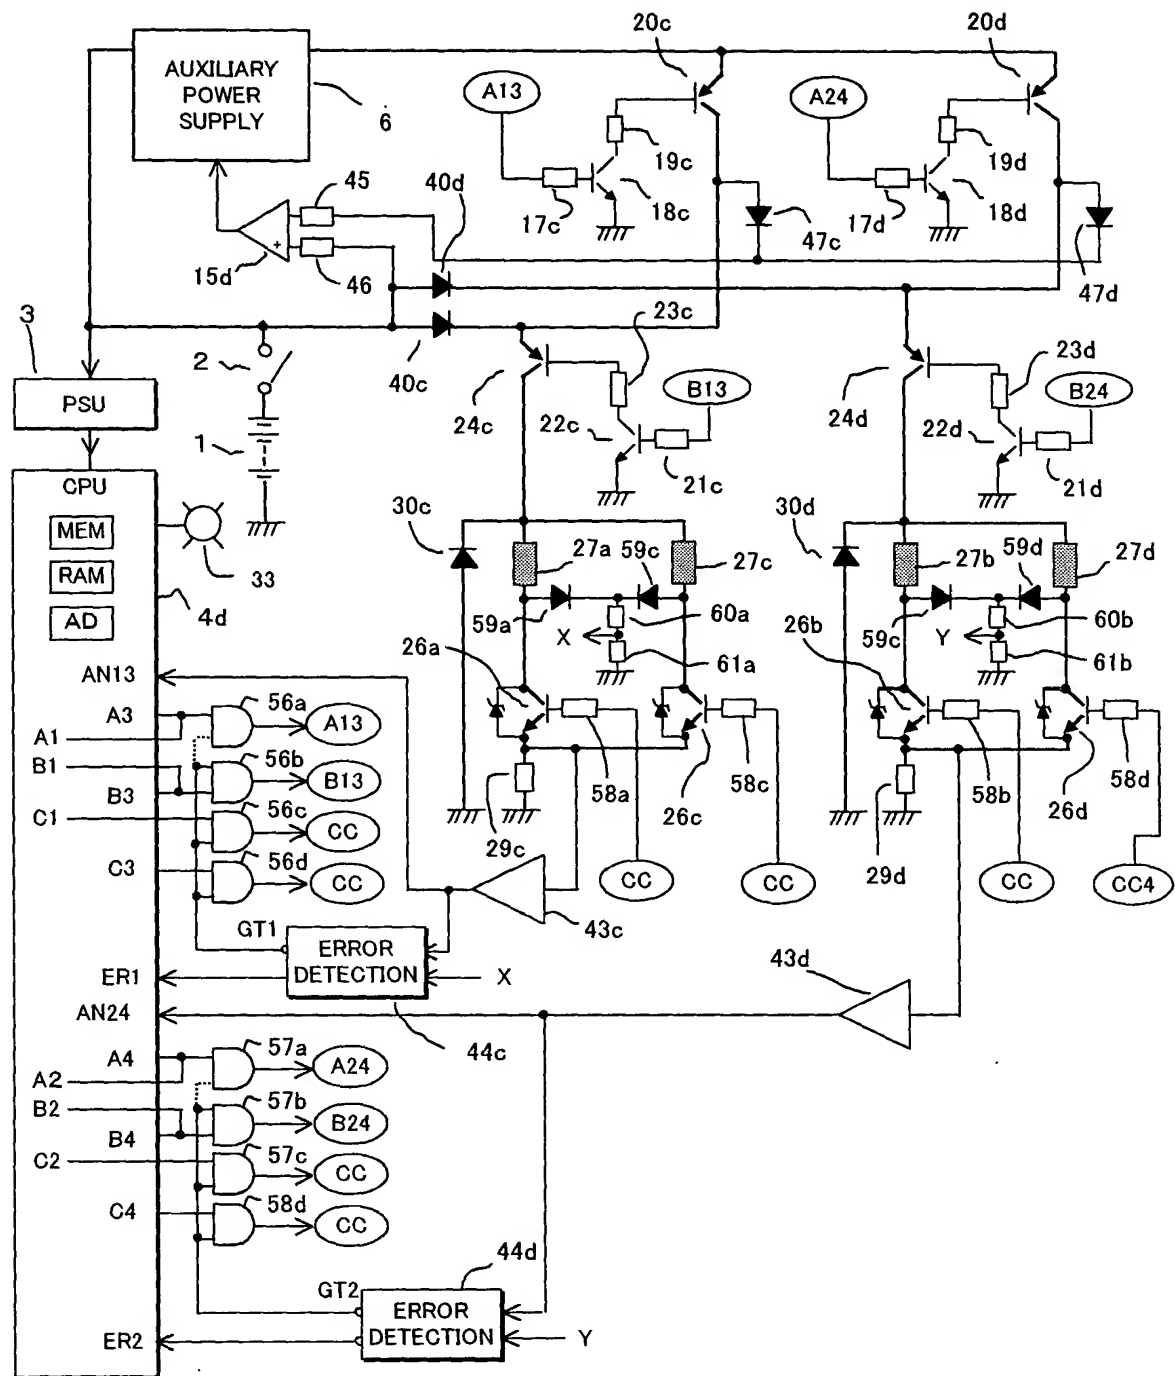 20c
20d
AUXILIARY
POWER
SUPPLY
6
A13
A24
19c
19d
45
40d
17c
18c
47c
17d
18d
47d
15d
46
3
2
40c
23c
23d
PSU
1
24c
22c
B13
24d
22d
B24
21c
21d
CPU
MEM
RAM
AD
33
4d
30c
27a
59c
27c
30d
27b
59d
27d
59a
X
60a
61a
26a
59c
Y
60b
61b
26b
AN13
A3
56a
A13
A1
B1
56b
B13
B3
C1
56c
CC
C3
56d
CC
58a
58c
26c
29c
58b
58d
26d
29d
CC
CC
CC
CC4
43c
GT1
ERROR
DETECTION
ER1
X
44c
43d
AN24
A4
57a
A24
A2
B2
57b
B24
B4
C2
57c
CC
C4
58d
CC
44d
GT2
ERROR
DETECTION
ER2
Y